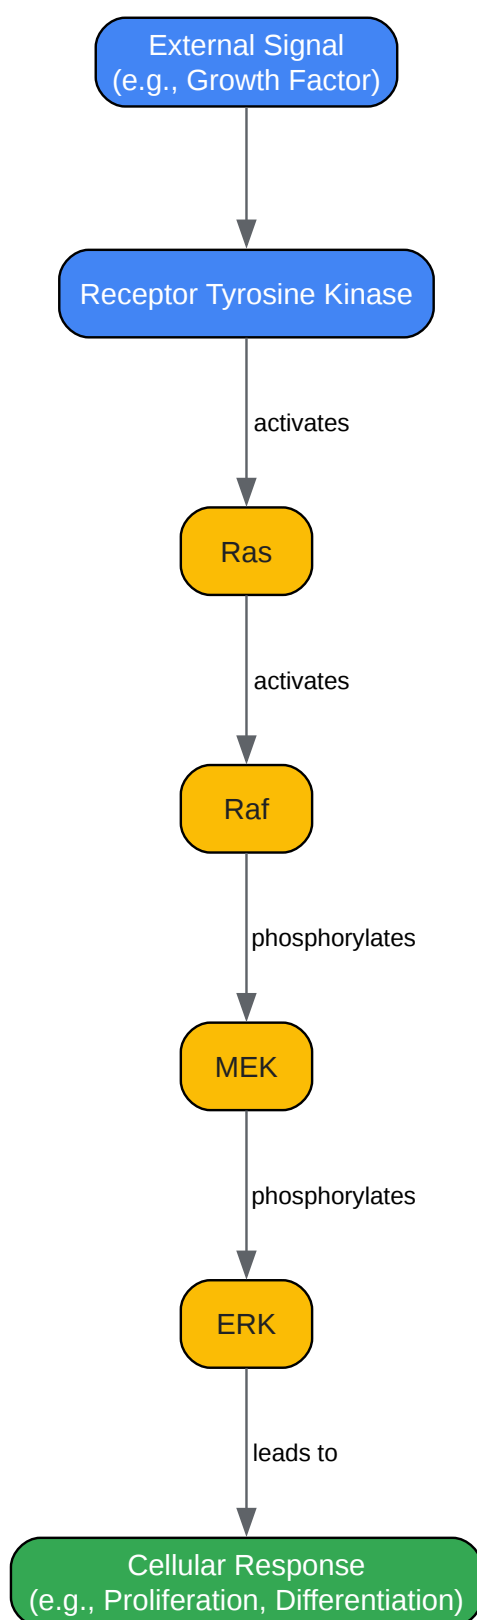 External Signal
(e.g., Growth Factor)
Receptor Tyrosine Kinase
activates
Ras
activates
Raf
phosphorylates
MEK
phosphorylates
ERK
leads to
Cellular Response
(e.g., Proliferation, Differentiation)